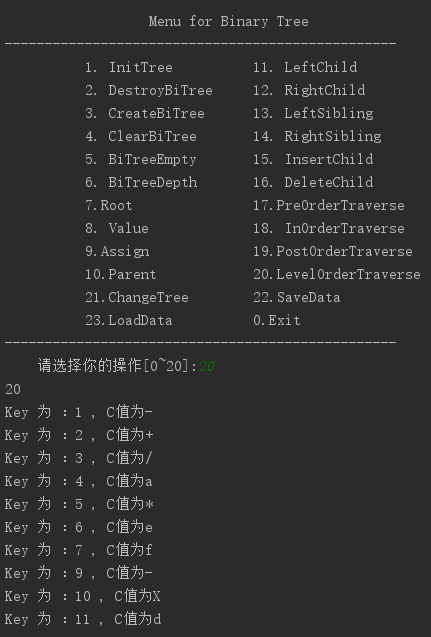 Menu for Binary Tree
--------------------------------------------------
1. InitTree 11. LeftChild
2. DestroyBiTree 12. RightChild
3. CreateBiTree 13. LeftSibling
4. ClearBiTree 14. RightSibling
5. BiTreeEmpty 15. InsertChild
6. BiTreeDepth 16. DeleteChild
7.Root 17.PreOrderTraverse
8. Value 18. InOrderTraverse
9.Assign 19.PostOrderTraverse
10.Parent 20.LevelOrderTraverse
21.ChangeTree 22.SaveData
23.LoadData 0.Exit
--------------------------------------------------
请选择你的操作[0~20]:20
20
Key 为 :1 , C值为-
Key 为 :2 , C值为+
Key 为 :3 , C值为/
Key 为 :4 , C值为a
Key 为 :5 , C值为*
Key 为 :6 , C值为e
Key 为 :7 , C值为f
Key 为 :9 , C值为-
Key 为 :10 , C值为X
Key 为 :11 , C值为d